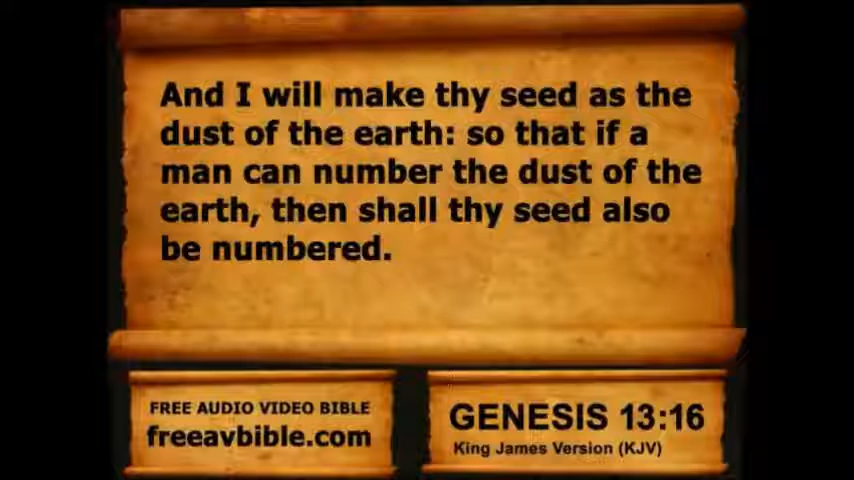 And I will make thy seed as the
dust of the earth: so that if a
man can number the dust of the
earth, then shall thy seed also
be numbered.
FREE AUDIO VIDEO BIBLE
freeavbible.com
GENESIS 13:16
King James Version (KJV)